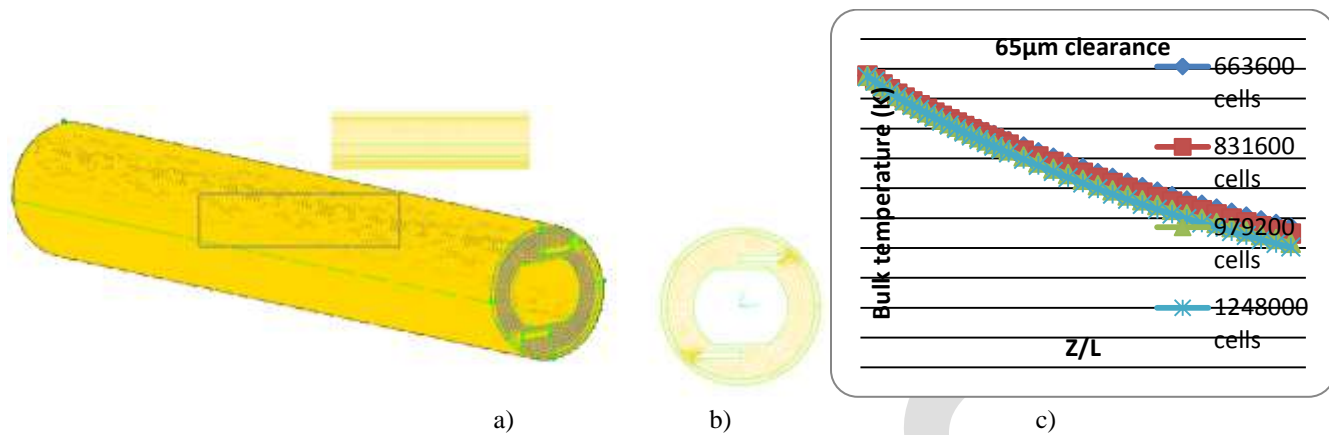 65µm clearance
Bulk temperature (K)
663600
cells
831600
cells
979200
cells
1248000
cells
Z/L
a)
b)
c)